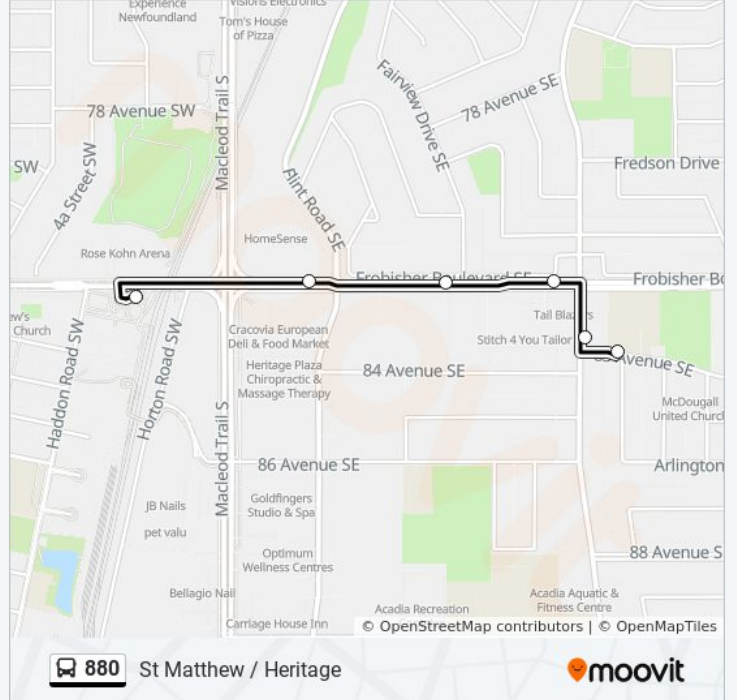 Experience
Newfoundland
Visions Electronics
Tom's House
of Pizza
78 Avenue SW
Macleod Trail S
Fairview Drive SE
78 Avenue SE
SW
4a Street SW
Fredson Drive
Flint Road SE
HomeSense
Rose Kohn Arena
Frobisher Boulevard SE
Frobisher Bo
ew's
Church
Tail Blazers
Cracovia European
Deli & Food Market
Stitch 4 You Tailor
Avenue SE
Haddon Road SW
Horton Road SW
Heritage Plaza
Chiropractic &
Massage Therapy
84 Avenue SE
McDougall
United Church
Macleod Trail S
86 Avenue SE
Arlington
JB Nails
Goldfingers
Studio & Spa
pet valu
Optimum
Wellness Centres
88 Avenue S
Bellagio Nail
Acadia Recreation
Acadia Aquatic &
Fitness Centre
Carriage House Inn
© OpenStreetMap contributors | © OpenMapTiles
880 St Matthew / Heritage
moovit